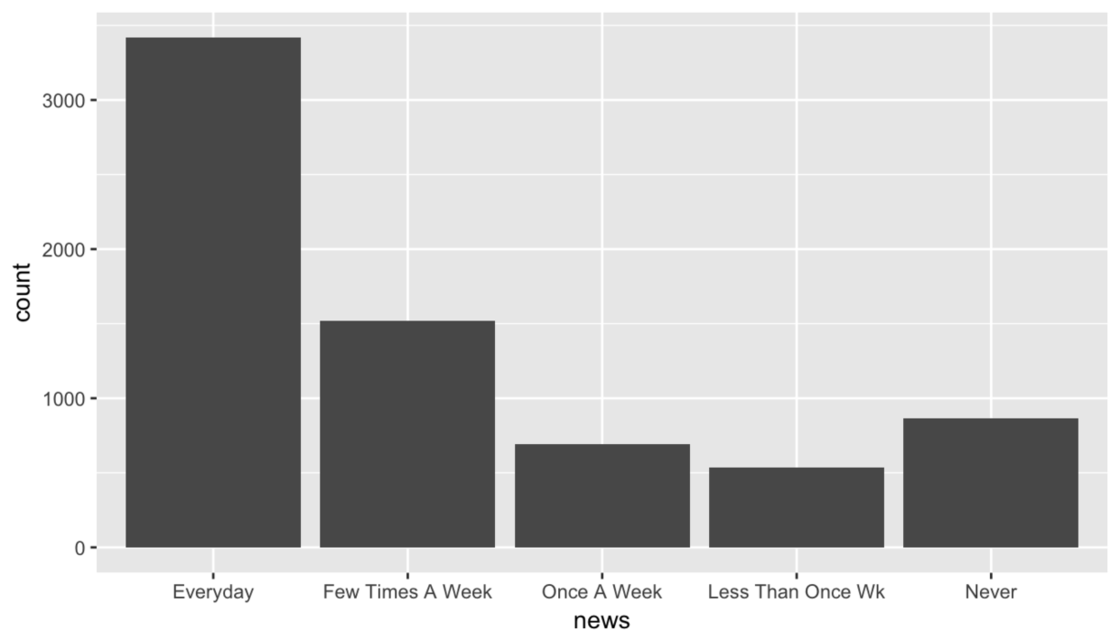 count
3000
2000
1000
0
Everyday
Few Times A Week
Once A Week
Less Than Once Wk
Never
news